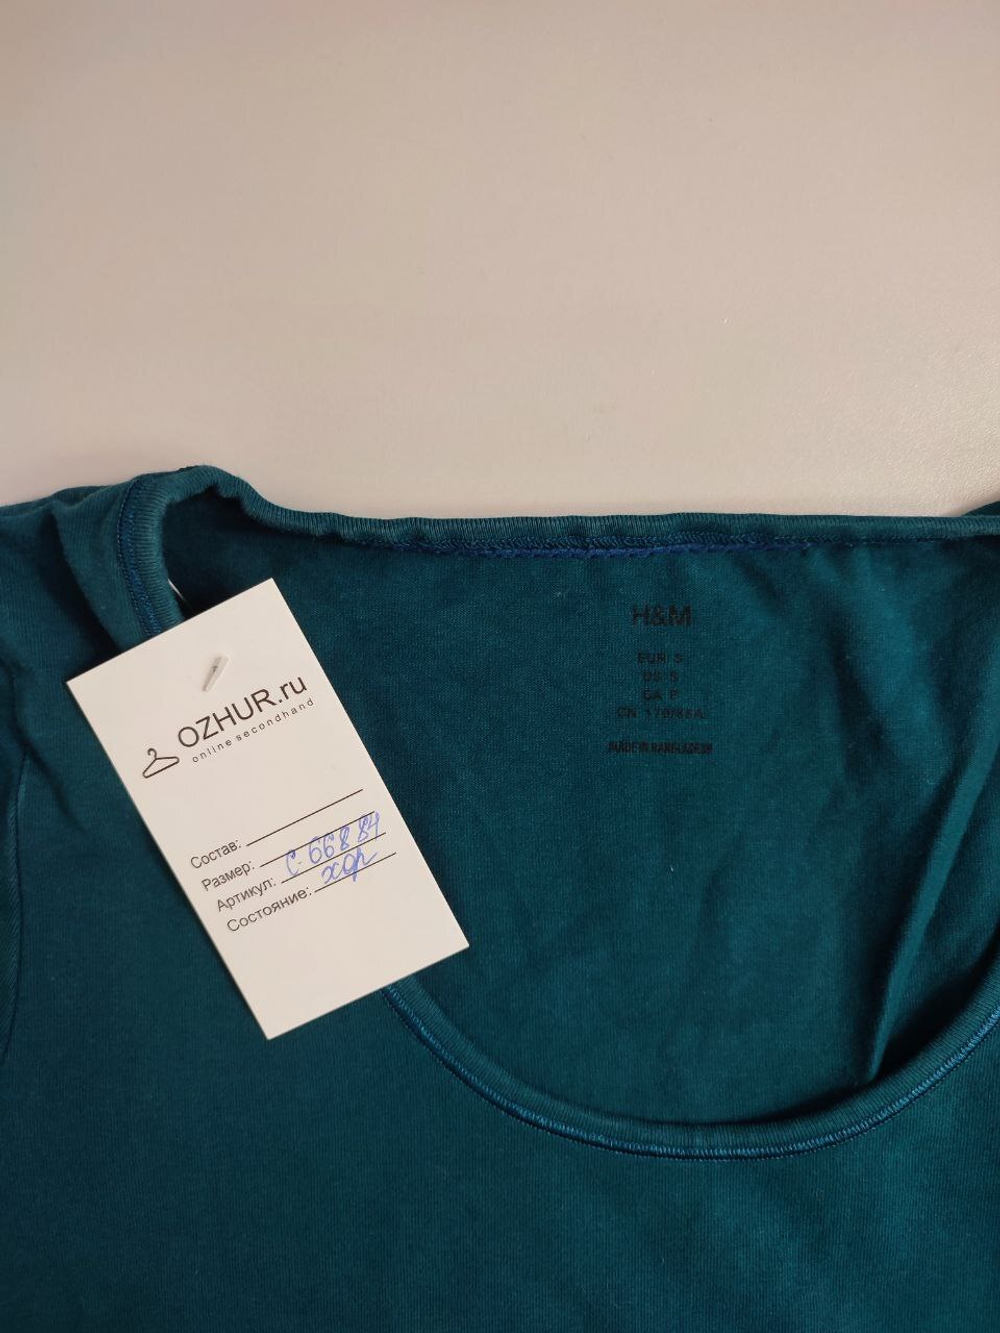 OZHUR.ru
online secondhand
Состав:
Размер:
Артикул: С-66884
Состояние: хор
H&M
EUR S
US S
CA P
CN 170/88A
MADE IN BANGLADESH